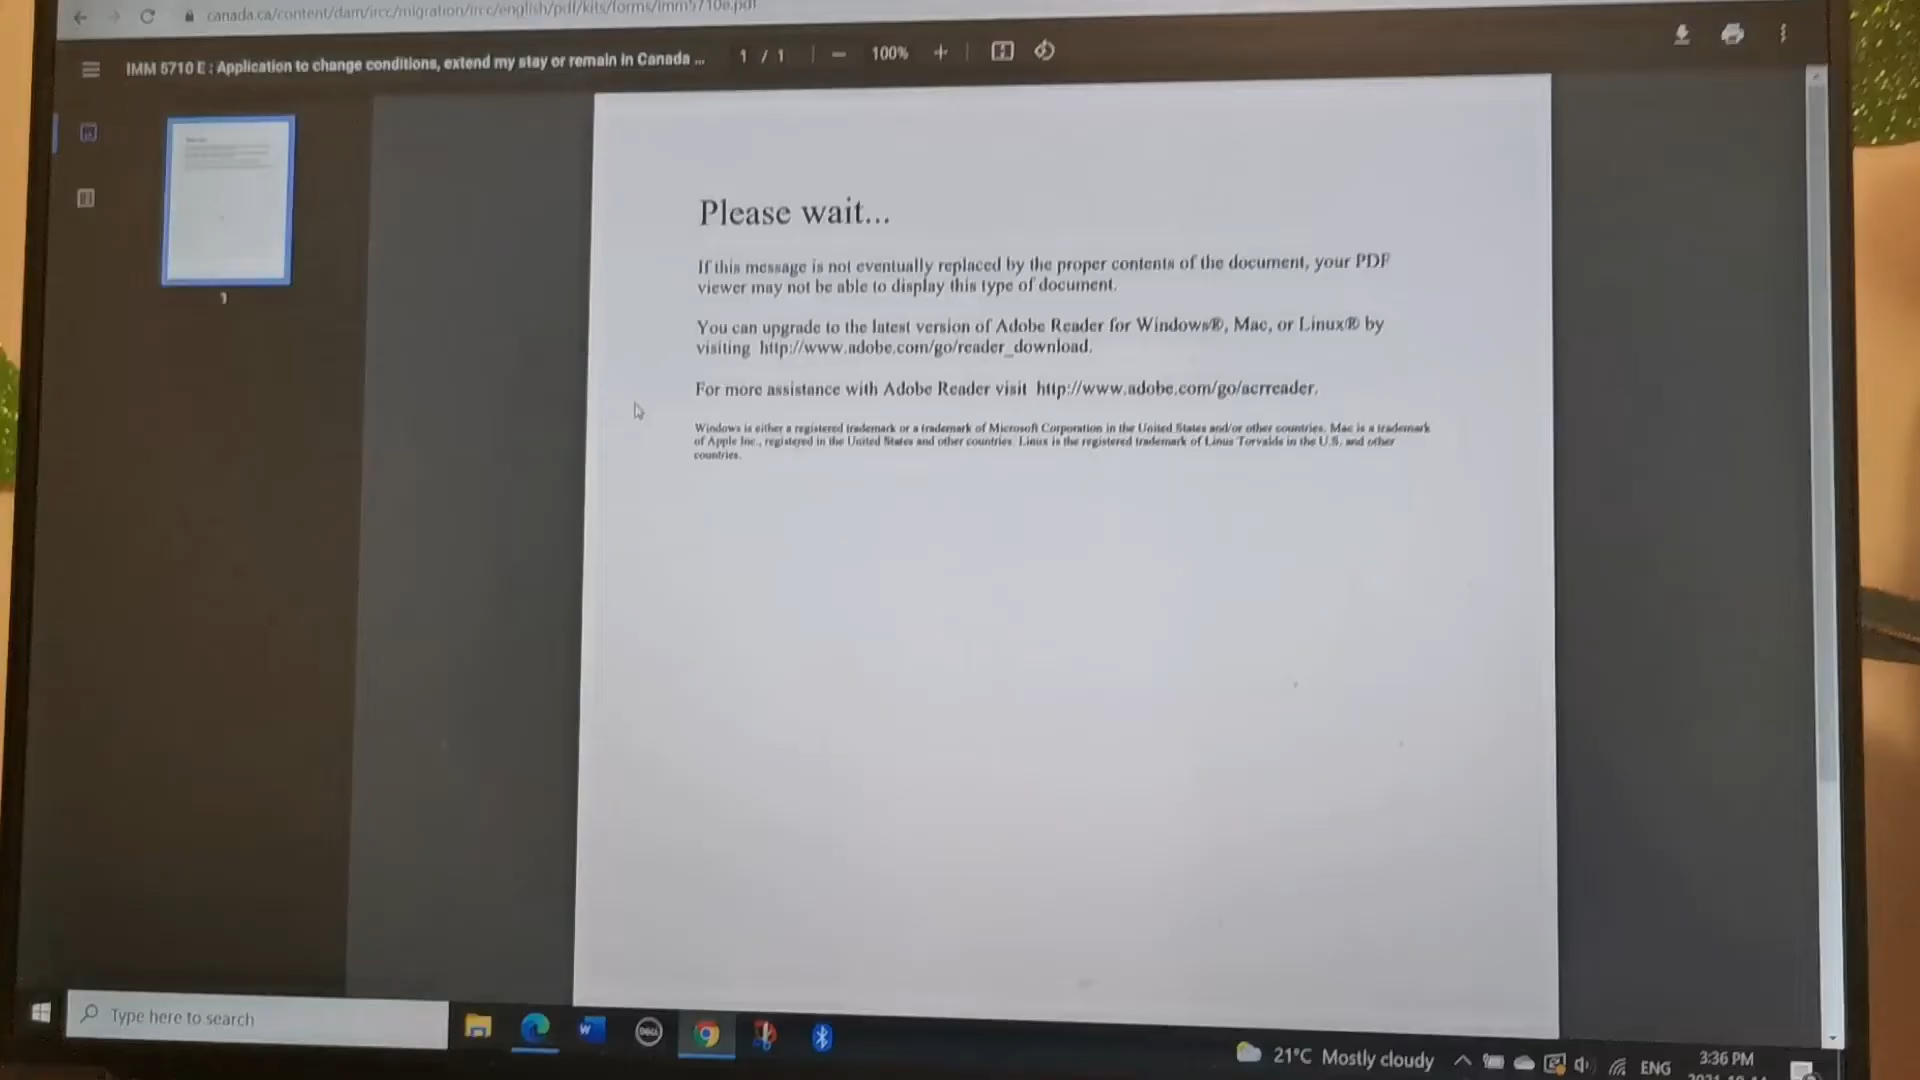 canada.ca/content/dam/ircc/migration/ircc/english/pdf/kits/forms/imm5710e.pdf
IMM 5710 E : Application to change conditions, extend my stay or remain in Canada ...
1 / 1
100%
1
Please wait...
If this message is not eventually replaced by the proper contents of the document, your PDF
viewer may not be able to display this type of document.
You can upgrade to the latest version of Adobe Reader for Windows®, Mac, or Linux® by
visiting http://www.adobe.com/go/reader_download.
For more assistance with Adobe Reader visit http://www.adobe.com/go/acrreader.
Windows is either a registered trademark or a trademark of Microsoft Corporation in the United States and/or other countries. Mac is a trademark
of Apple Inc., registered in the United States and other countries. Linux is the registered trademark of Linus Torvalds in the U.S. and other
countries.
Type here to search
W
DELL
21°C Mostly cloudy
ENG
3:36 PM